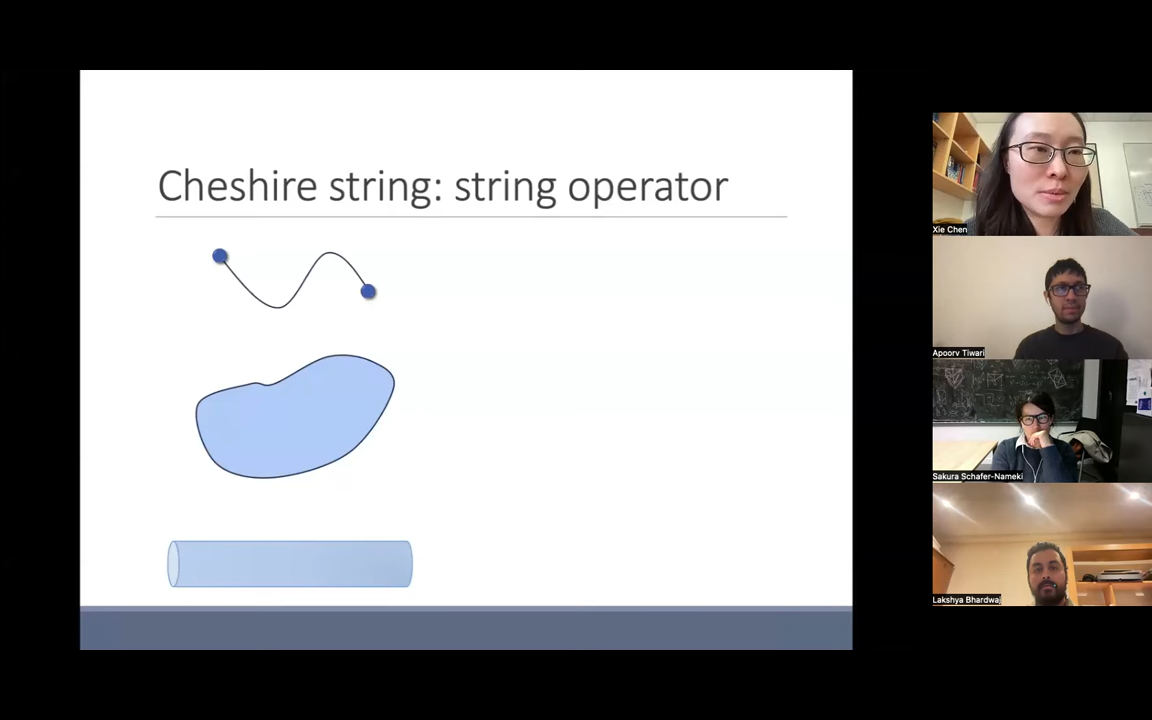 Cheshire string: string operator
Xie Chen
Apoorv Tiwari
Sakura Schafer-Nameki
Lakshya Bhardwaj